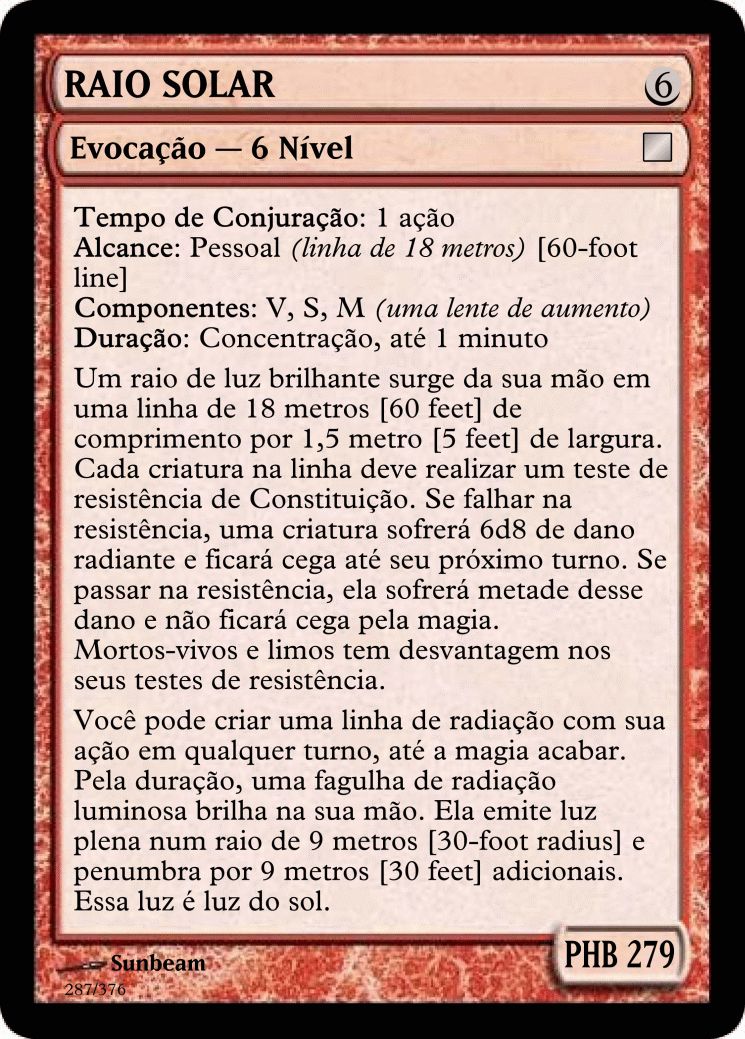 RAIO SOLAR
6
Evocação — 6 Nível
Tempo de Conjuração: 1 ação
Alcance: Pessoal (linha de 18 metros) [60-foot
line]
Componentes: V, S, M (uma lente de aumento)
Duração: Concentração, até 1 minuto
Um raio de luz brilhante surge da sua mão em
uma linha de 18 metros [60 feet] de
comprimento por 1,5 metro [5 feet] de largura.
Cada criatura na linha deve realizar um teste de
resistência de Constituição. Se falhar na
resistência, uma criatura sofrerá 6d8 de dano
radiante e ficará cega até seu próximo turno. Se
passar na resistência, ela sofrerá metade desse
dano e não ficará cega pela magia.
Mortos-vivos e limos tem desvantagem nos
seus testes de resistência.
Você pode criar uma linha de radiação com sua
ação em qualquer turno, até a magia acabar.
Pela duração, uma fagulha de radiação
luminosa brilha na sua mão. Ela emite luz
plena num raio de 9 metros [30-foot radius] e
penumbra por 9 metros [30 feet] adicionais.
Essa luz é luz do sol.
PHB 279
Sunbeam
287/376